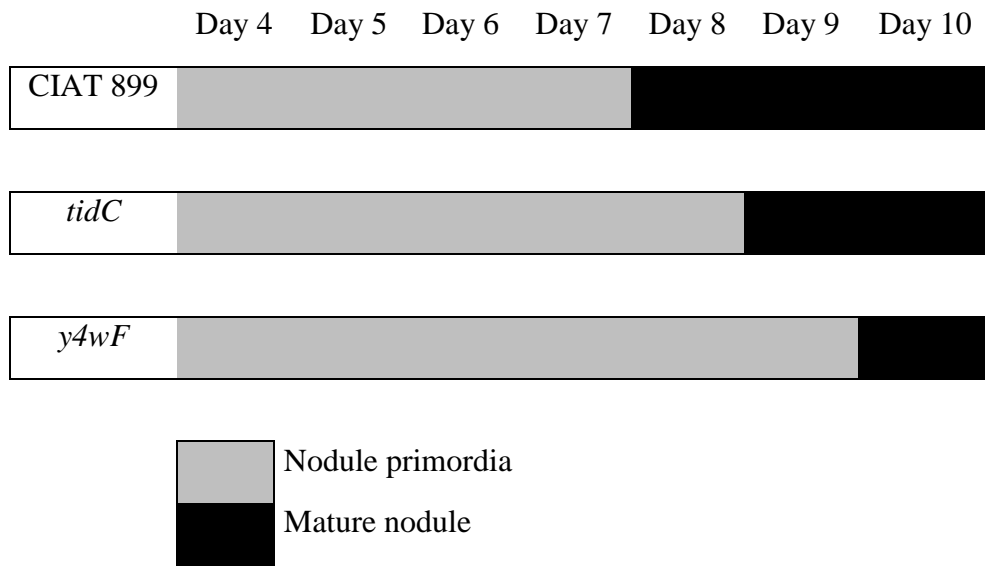 Day 4 Day 5 Day 6 Day 7 Day 8 Day 9 Day 10
CIAT 899
tidC
y4wF
Nodule primordia
Mature nodule